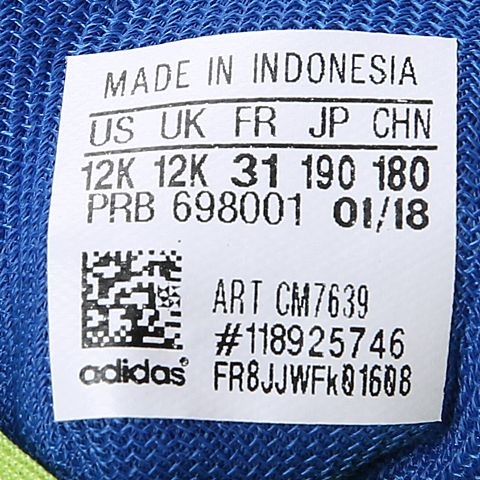 MADE IN INDONESIA
US UK FR JP CHN
12K 12K 31 190 180
PRB 698001 01/18
ART CM7639
#118925746
adidas® FR8JJWFk01608